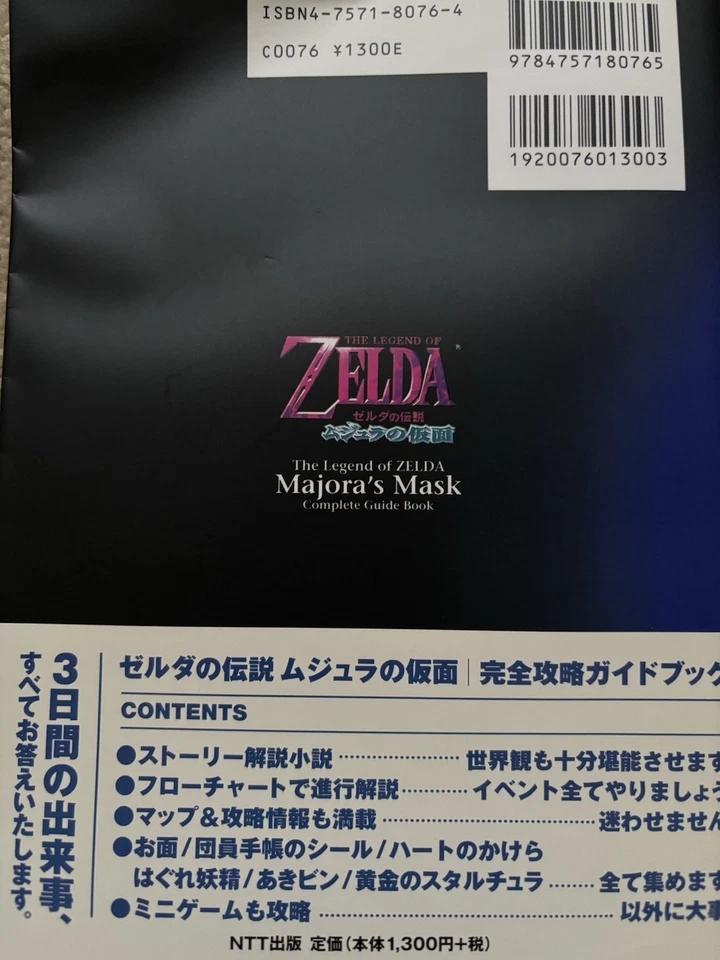 ISBN4-7571-8076-4
C0076 ¥1300E
9784757180765
1920076013003
THE LEGEND OF
ZELDA
ゼルダの伝説
ムジュラの仮面
The Legend of ZELDA
Majora's Mask
Complete Guide Book
3日間の出来事、
すべてお答えいたします。
ゼルダの伝説 ムジュラの仮面│完全攻略ガイドブック
CONTENTS
●ストーリー解説小説 ………… 世界観も十分堪能させます
●フローチャートで進行解説 ………… イベント全てやりましょう
●マップ&攻略情報も満載 ………… 迷わせません
●お面/団員手帳のシール/ハートのかけら
はぐれ妖精/あきビン/黄金のスタルチュラ ……… 全て集めます
●ミニゲームも攻略 ………… 以外に大事
NTT出版 定価(本体1,300円+税)